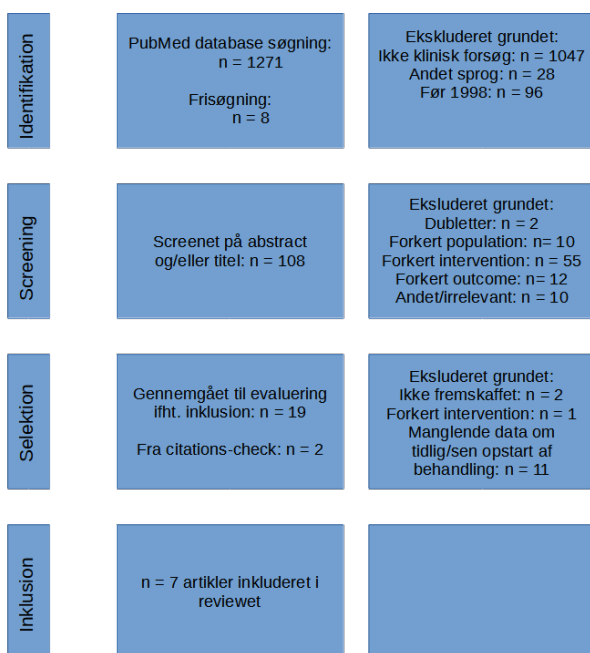 Identifikation
PubMed database søgning:
n = 1271
Frisøgning:
n = 8
Ekskluderet grundet:
Ikke klinisk forsøg: n = 1047
Andet sprog: n = 28
Før 1998: n = 96
Screening
Screenet på abstract
og/eller titel: n = 108
Eksluderet grundet:
Dubletter: n = 2
Forkert population: n= 10
Forkert intervention: n = 55
Forkert outcome: n= 12
Andet/irrelevant: n = 10
Selektion
Gennemgået til evaluering
ifht. inklusion: n = 19
Fra citations-check: n = 2
Eksluderet grundet:
Ikke fremskaffet: n = 2
Forkert intervention: n = 1
Manglende data om
tidlig/sen opstart af
behandling: n = 11
Inklusion
n = 7 artikler inkluderet i
reviewet